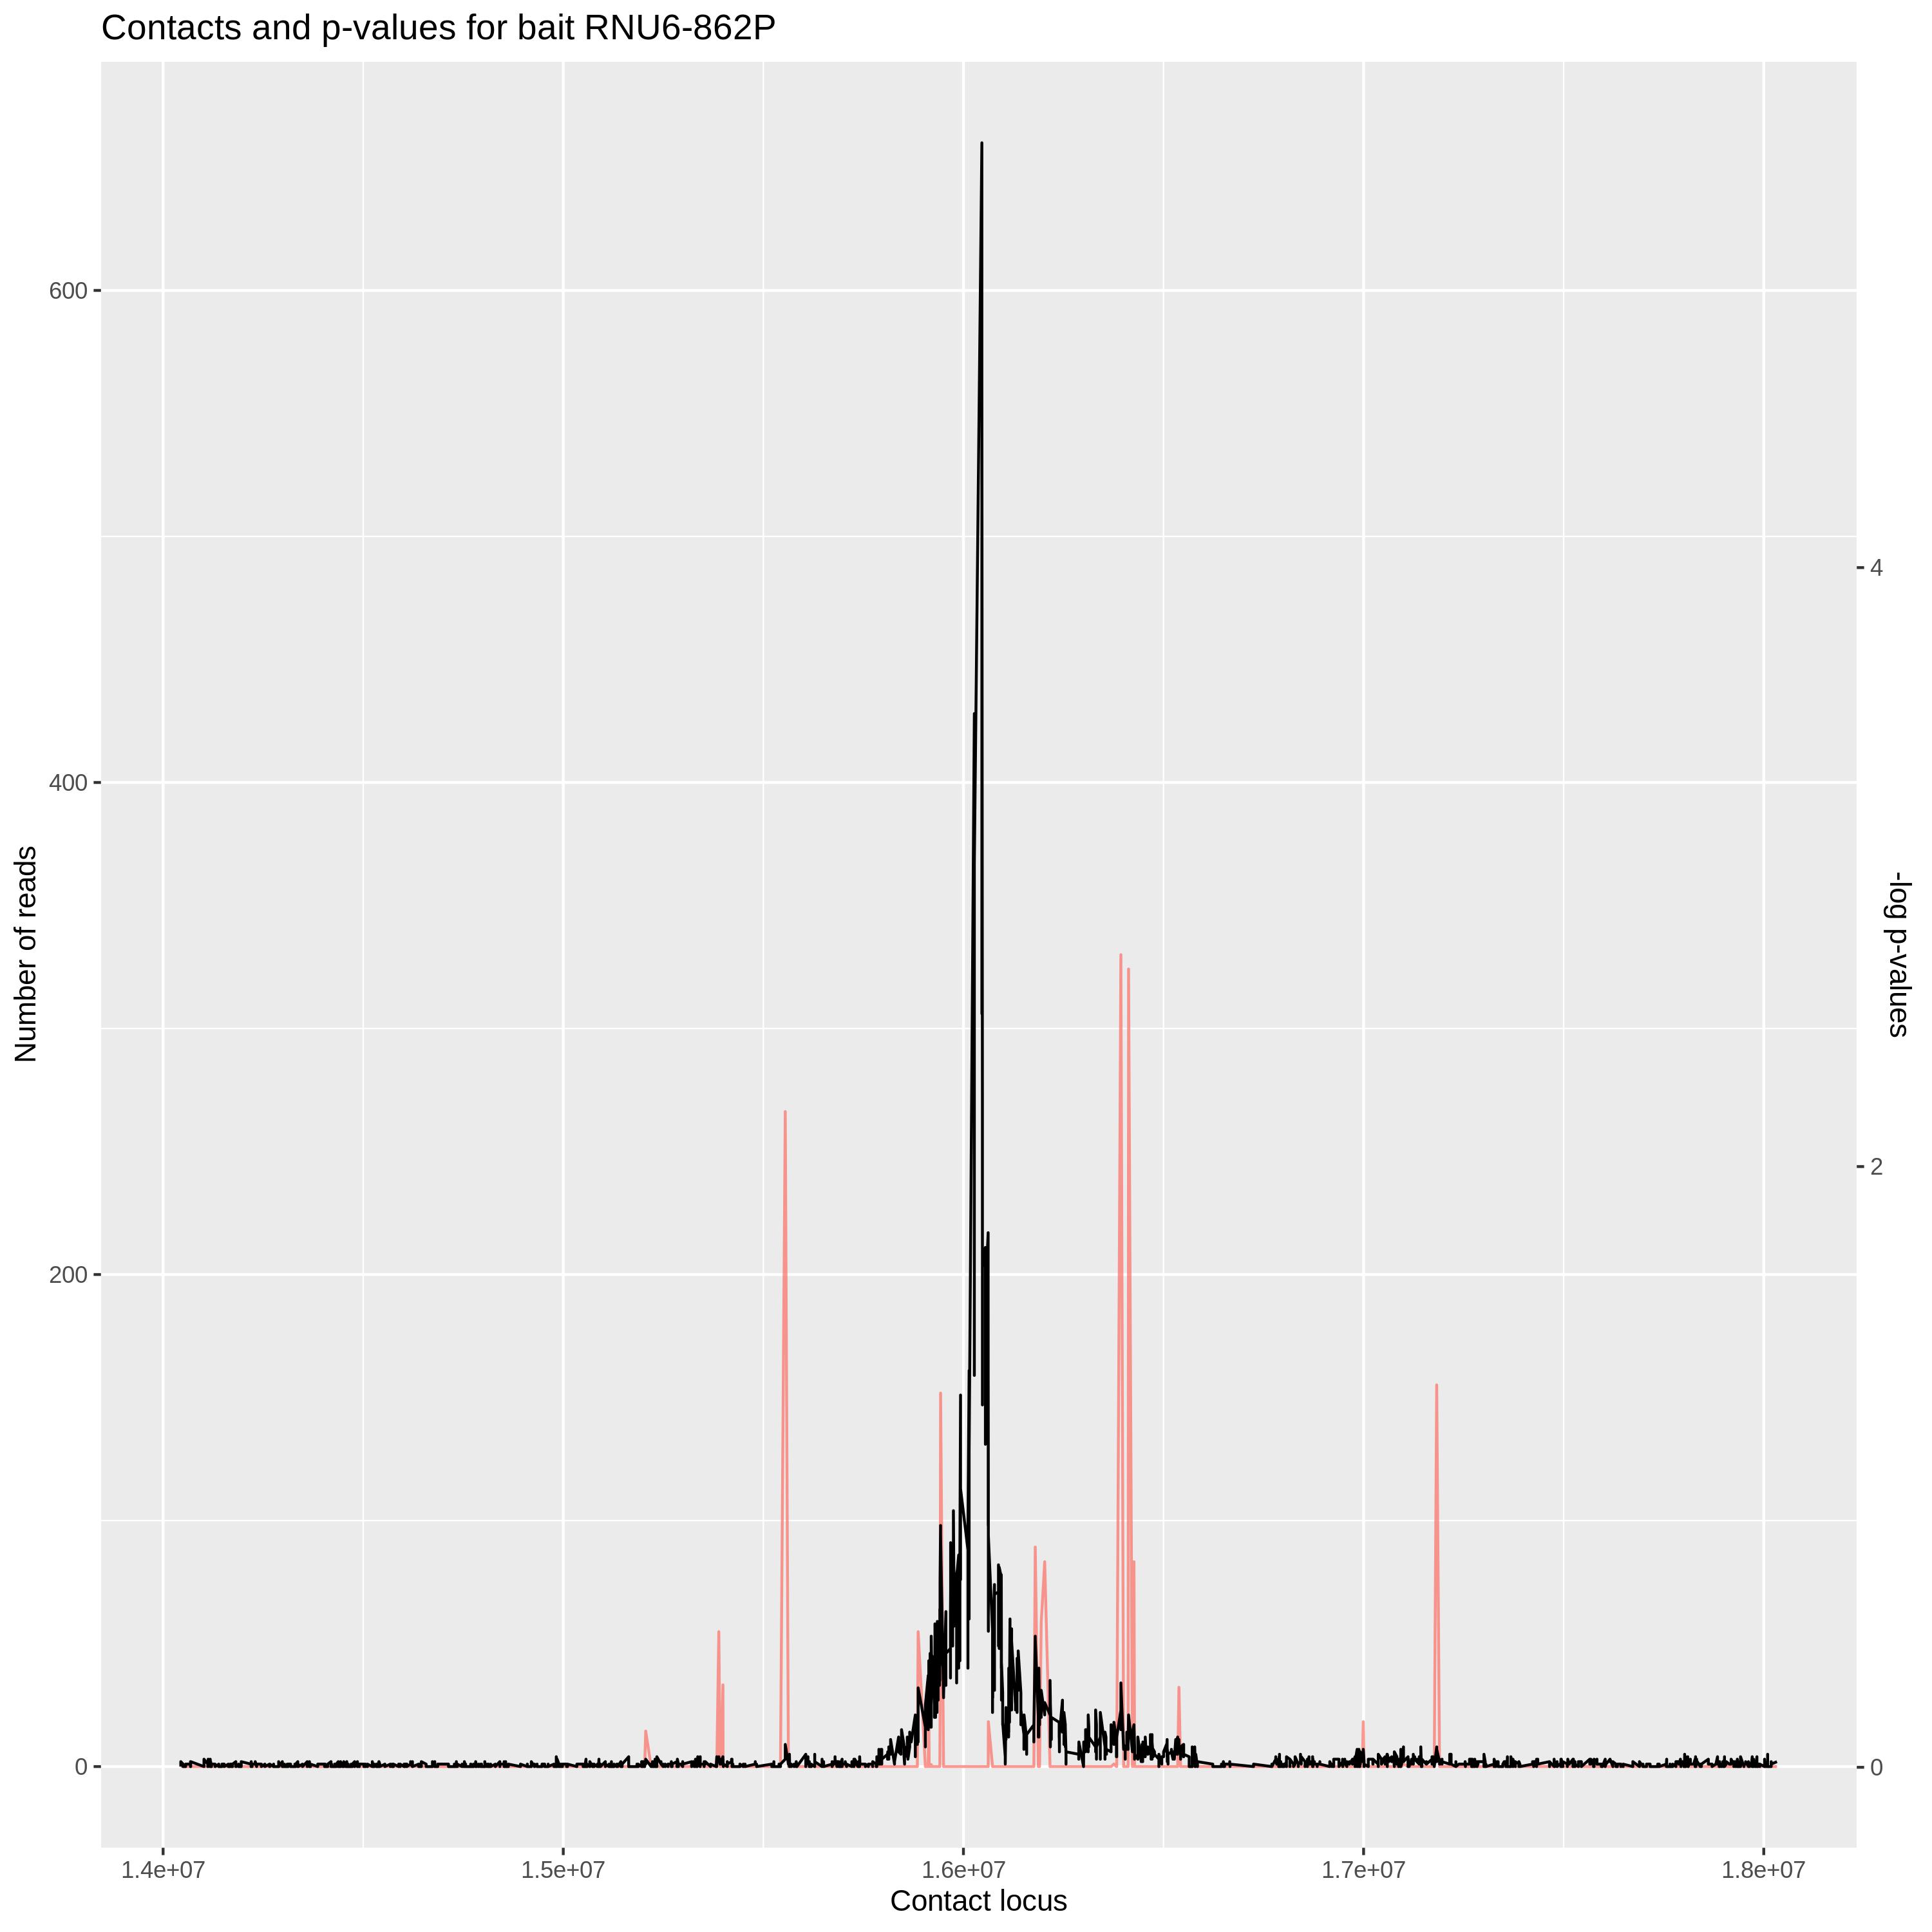 Contacts and p-values for bait RNU6-862P
600
400
200
0
Number of reads
4
2
0
-log p-values
1.4e+07
1.5e+07
1.6e+07
1.7e+07
1.8e+07
Contact locus